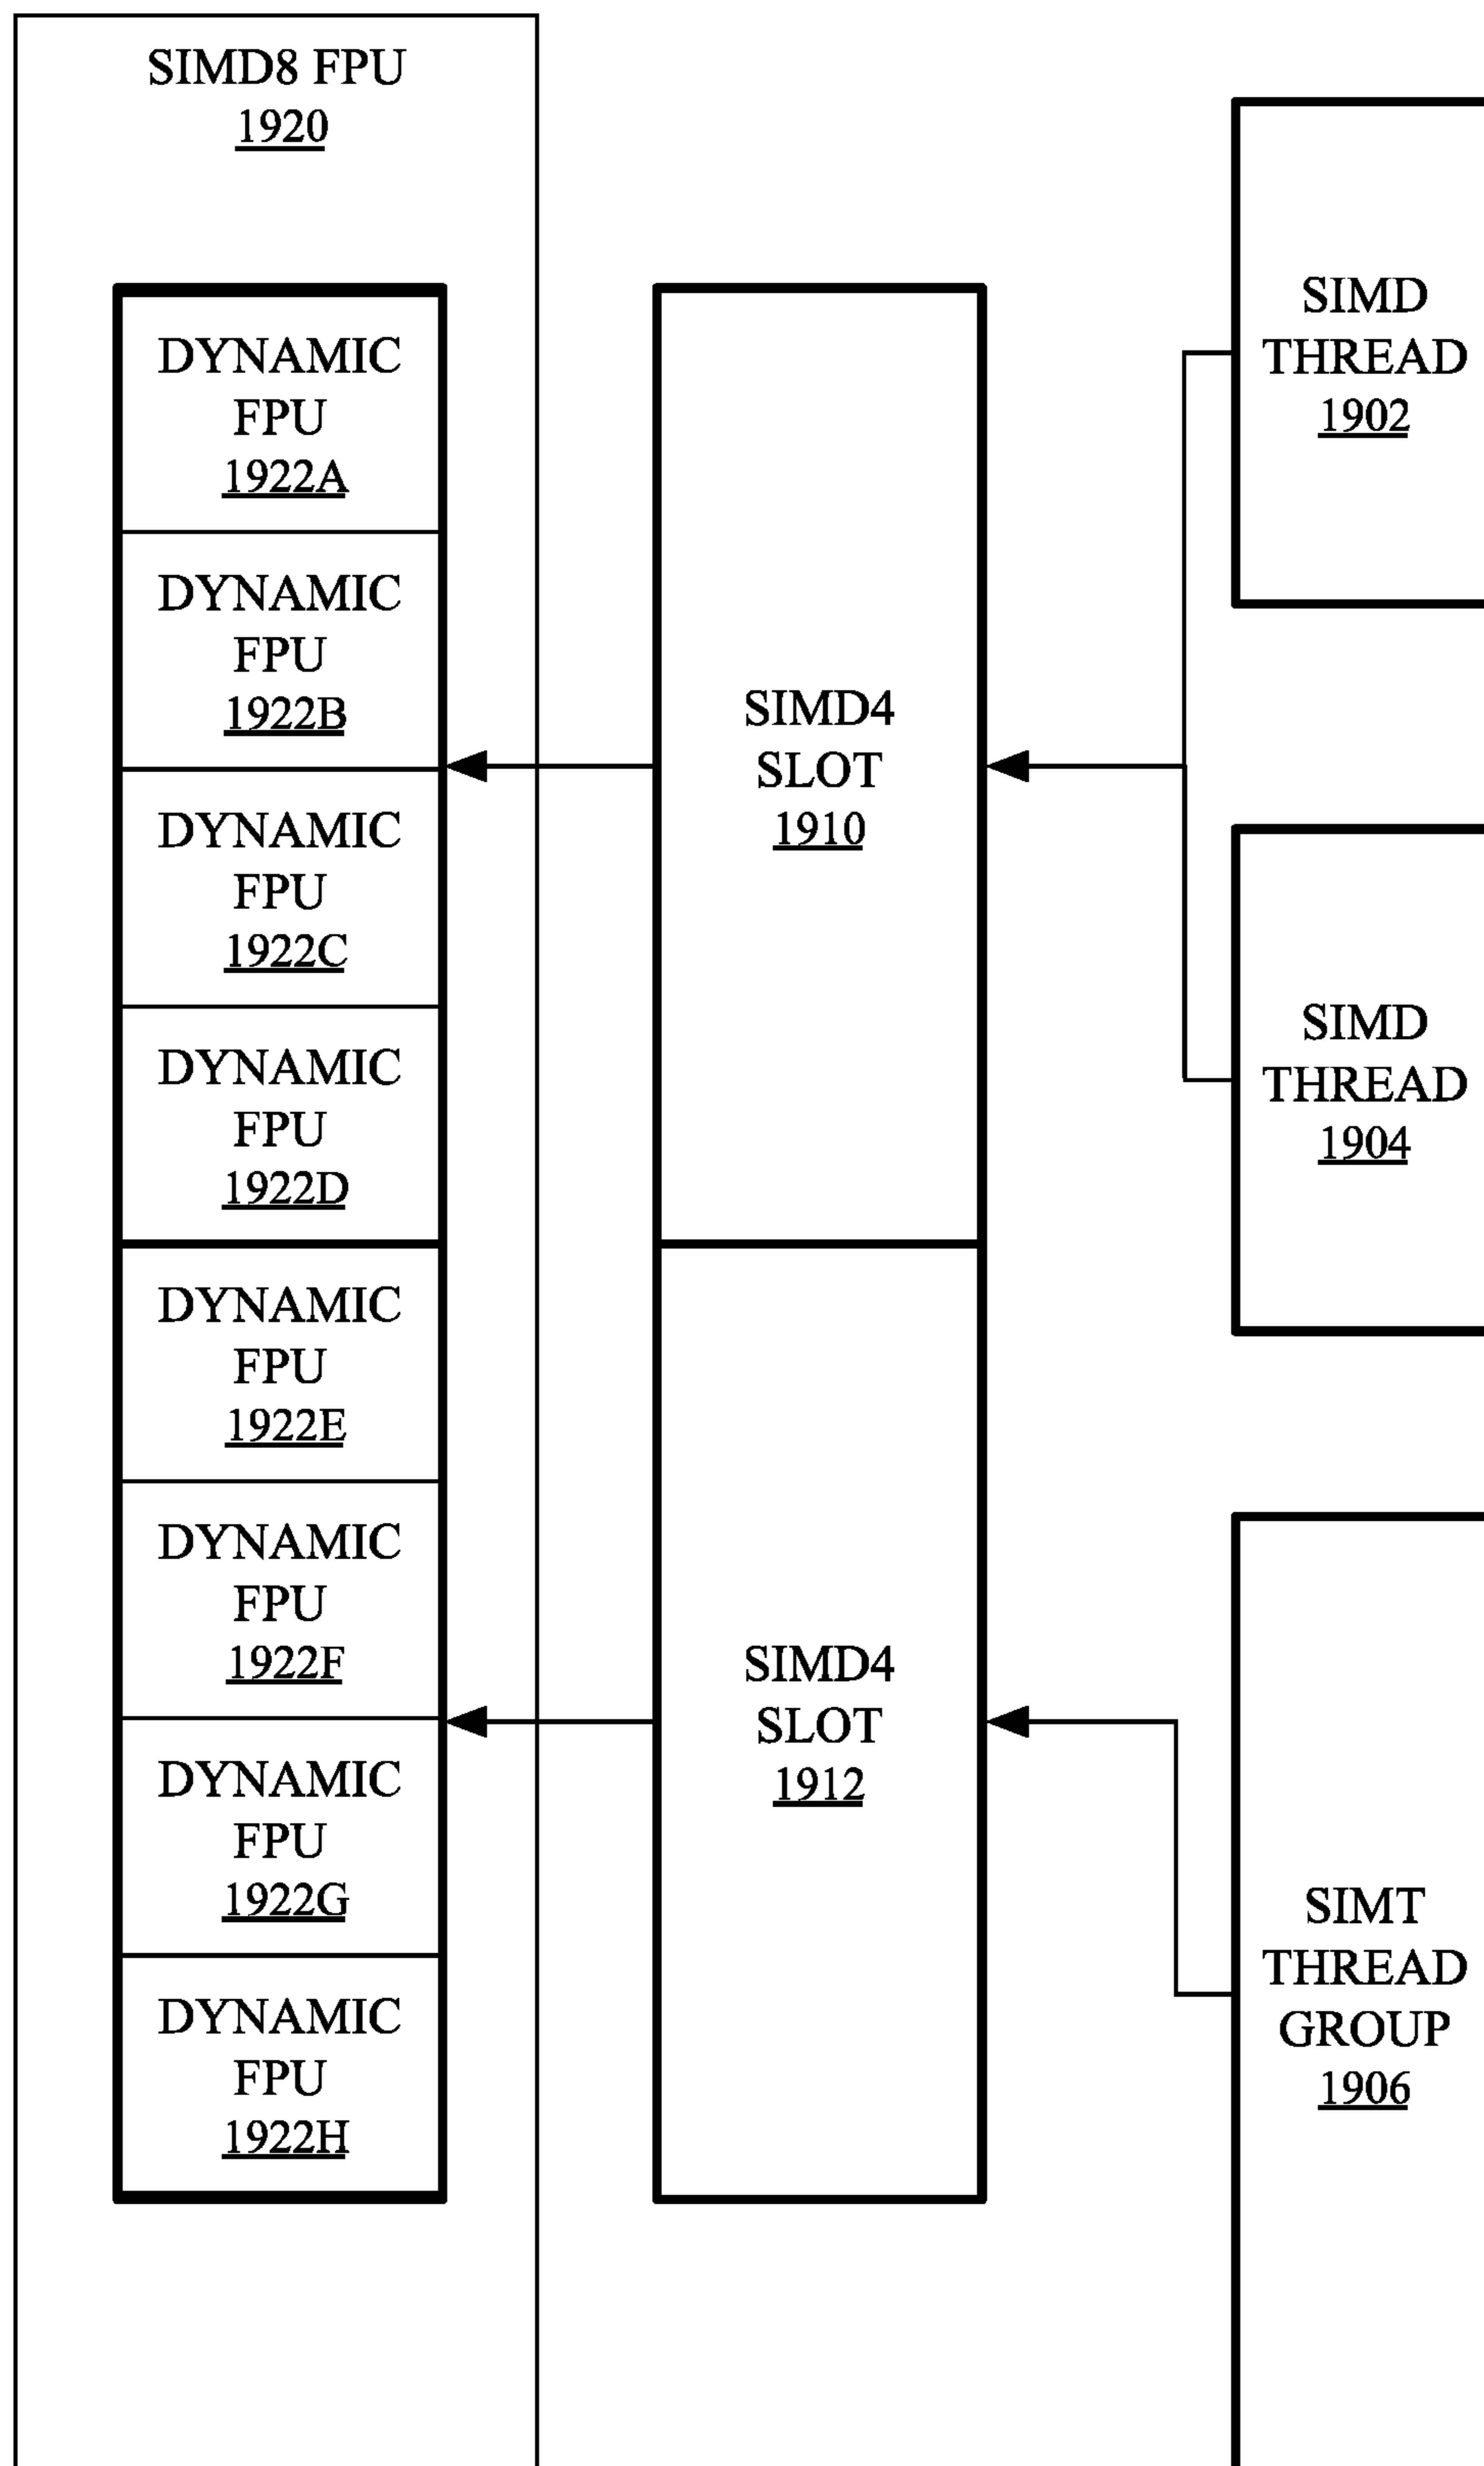 SIMD8 FPU
1920
DYNAMIC
FPU
1922A
DYNAMIC
FPU
1922B
DYNAMIC
FPU
1922C
DYNAMIC
FPU
1922D
DYNAMIC
FPU
1922E
DYNAMIC
FPU
1922F
DYNAMIC
FPU
1922G
DYNAMIC
FPU
1922H
SIMD4
SLOT
1910
SIMD4
SLOT
1912
SIMD
THREAD
1902
SIMD
THREAD
1904
SIMT
THREAD
GROUP
1906